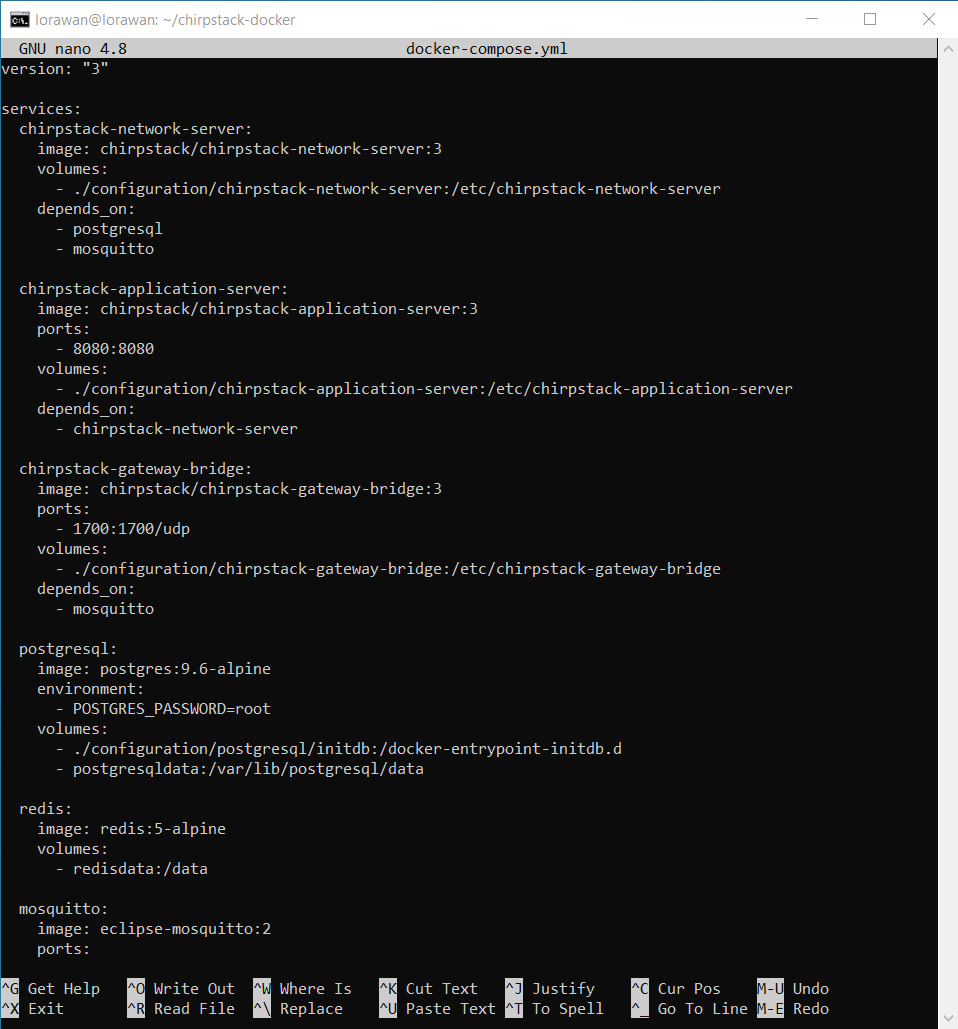 lorawan@lorawan: ~/chirpstack-docker
GNU nano 4.8 docker-compose.yml
version: "3"
services:
  chirpstack-network-server:
    image: chirpstack/chirpstack-network-server:3
    volumes:
      - ./configuration/chirpstack-network-server:/etc/chirpstack-network-server
    depends_on:
      - postgresql
      - mosquitto
  chirpstack-application-server:
    image: chirpstack/chirpstack-application-server:3
    ports:
      - 8080:8080
    volumes:
      - ./configuration/chirpstack-application-server:/etc/chirpstack-application-server
    depends_on:
      - chirpstack-network-server
  chirpstack-gateway-bridge:
    image: chirpstack/chirpstack-gateway-bridge:3
    ports:
      - 1700:1700/udp
    volumes:
      - ./configuration/chirpstack-gateway-bridge:/etc/chirpstack-gateway-bridge
    depends_on:
      - mosquitto
  postgresql:
    image: postgres:9.6-alpine
    environment:
      - POSTGRES_PASSWORD=root
    volumes:
      - ./configuration/postgresql/initdb:/docker-entrypoint-initdb.d
      - postgresqldata:/var/lib/postgresql/data
  redis:
    image: redis:5-alpine
    volumes:
      - redisdata:/data
  mosquitto:
    image: eclipse-mosquitto:2
    ports:
^G Get Help ^O Write Out ^W Where Is ^K Cut Text ^J Justify ^C Cur Pos M-U Undo
^X Exit ^R Read File ^\ Replace ^U Paste Text ^T To Spell ^_ Go To Line M-E Redo